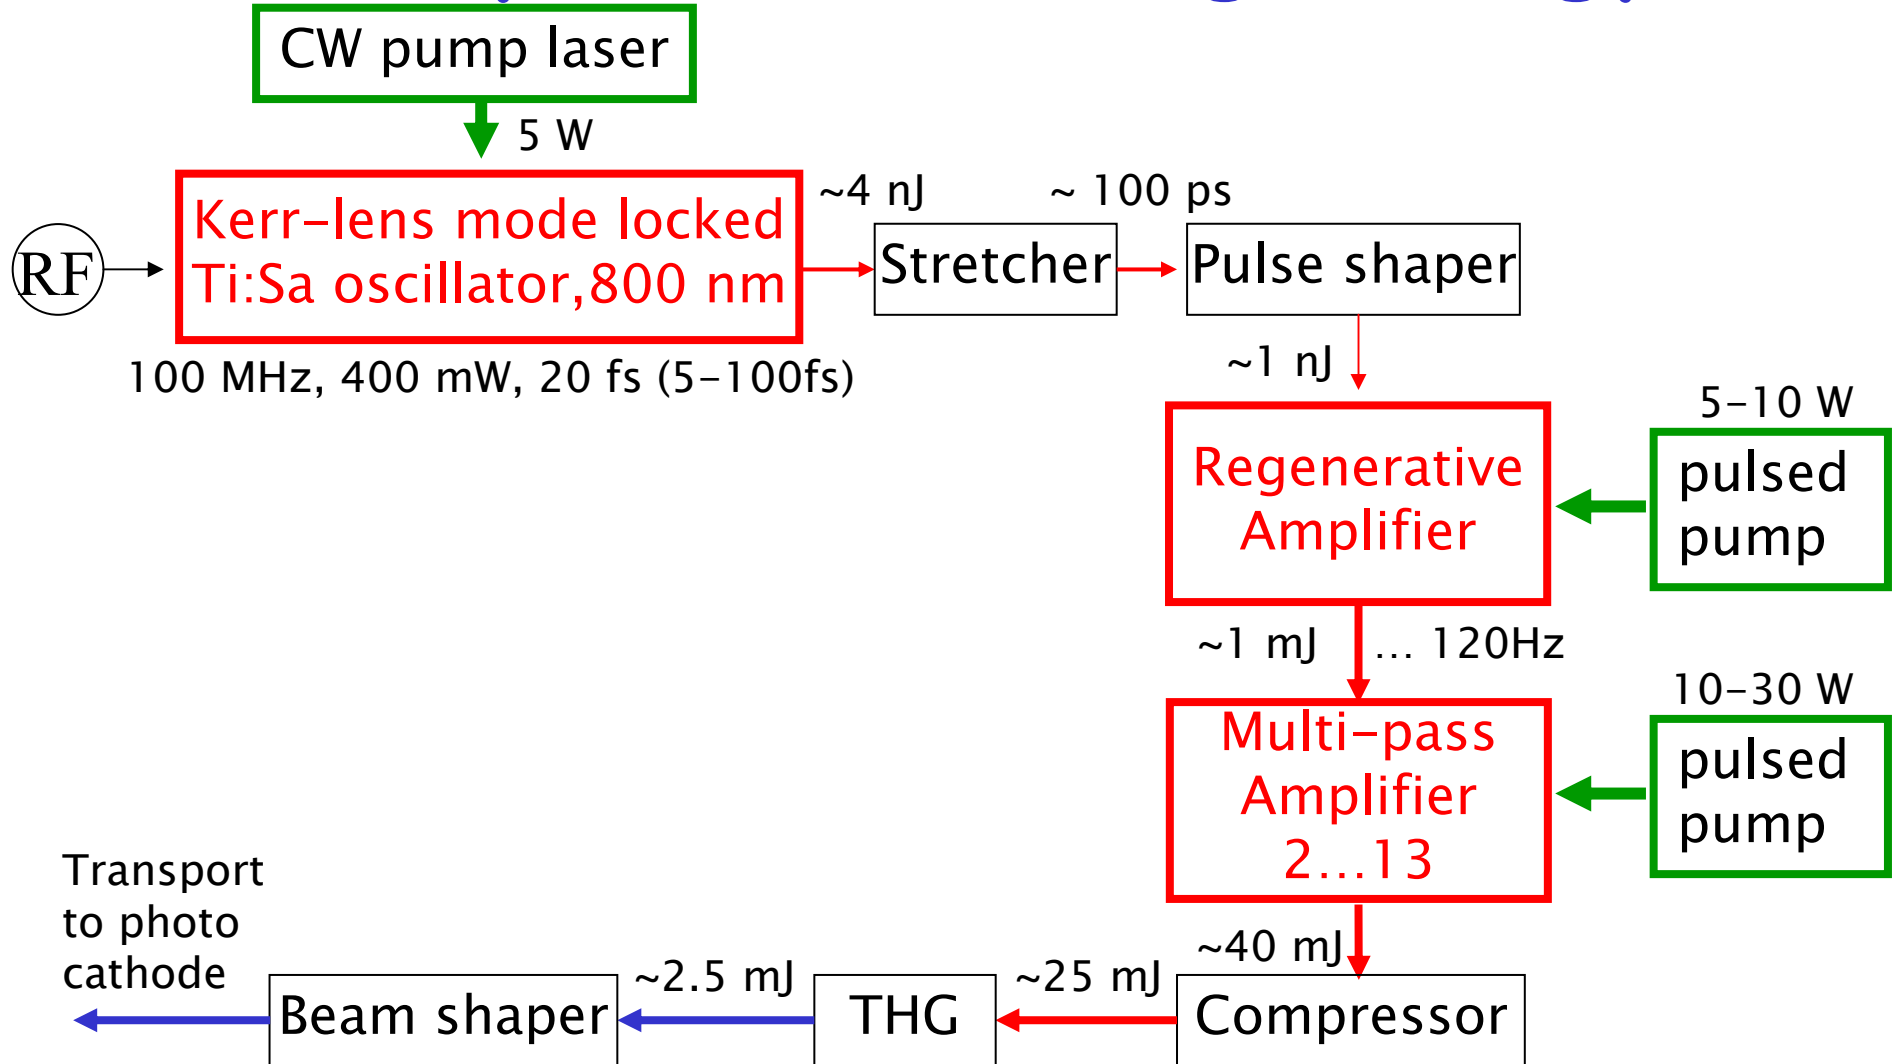 CW pump laser
5 W
RF
Kerr-lens mode locked
Ti:Sa oscillator,800 nm
~4 nJ
Stretcher
~ 100 ps
Pulse shaper
100 MHz, 400 mW, 20 fs (5-100fs)
~1 nJ
5-10 W
Regenerative
Amplifier
pulsed
pump
~1 mJ
... 120Hz
10-30 W
Multi-pass
Amplifier
2...13
pulsed
pump
~40 mJ
Compressor
~25 mJ
THG
~2.5 mJ
Beam shaper
Transport
to photo
cathode